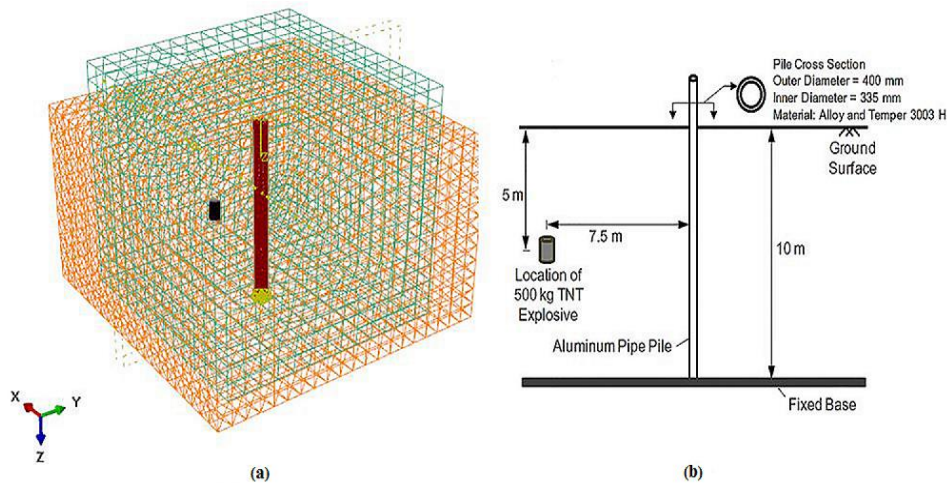 X
Y
Z
(a)
Pile Cross Section
Outer Diameter = 400 mm
Inner Diameter = 335 mm
Material: Alloy and Temper 3003 H
Ground
Surface
5 m
7.5 m
10 m
Location of
500 kg TNT
Explosive
Aluminum Pipe Pile
Fixed Base
(b)